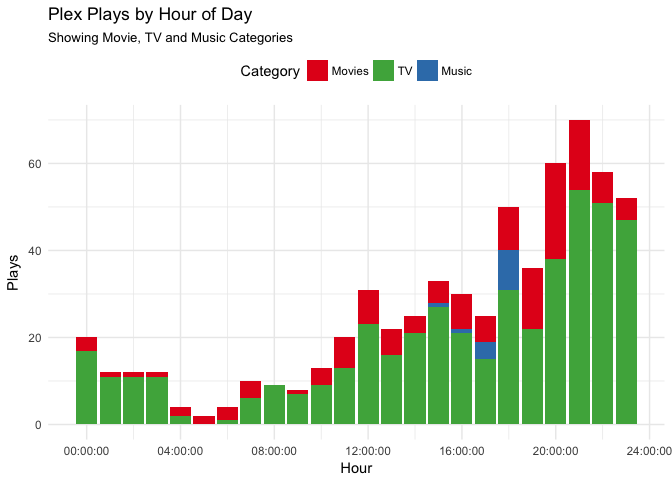 Plex Plays by Hour of Day
Showing Movie, TV and Music Categories
Category Movies TV Music
60
40
20
0
Plays
00:00:00 04:00:00 08:00:00 12:00:00 16:00:00 20:00:00 24:00:00
Hour